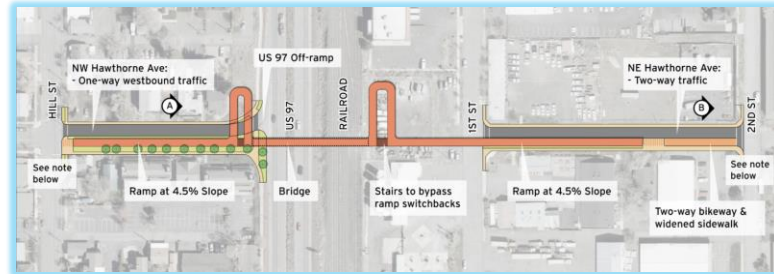 NW Hawthorne Ave:
- One-way westbound traffic
US 97 Off-ramp
NE Hawthorne Ave:
- Two-way traffic
HILL ST
A
US 97
RAILROAD
1ST ST
B
2ND ST
See note
below
Ramp at 4.5% Slope
Bridge
Stairs to bypass
ramp switchbacks
Ramp at 4.5% Slope
See note
below
Two-way bikeway &
widened sidewalk